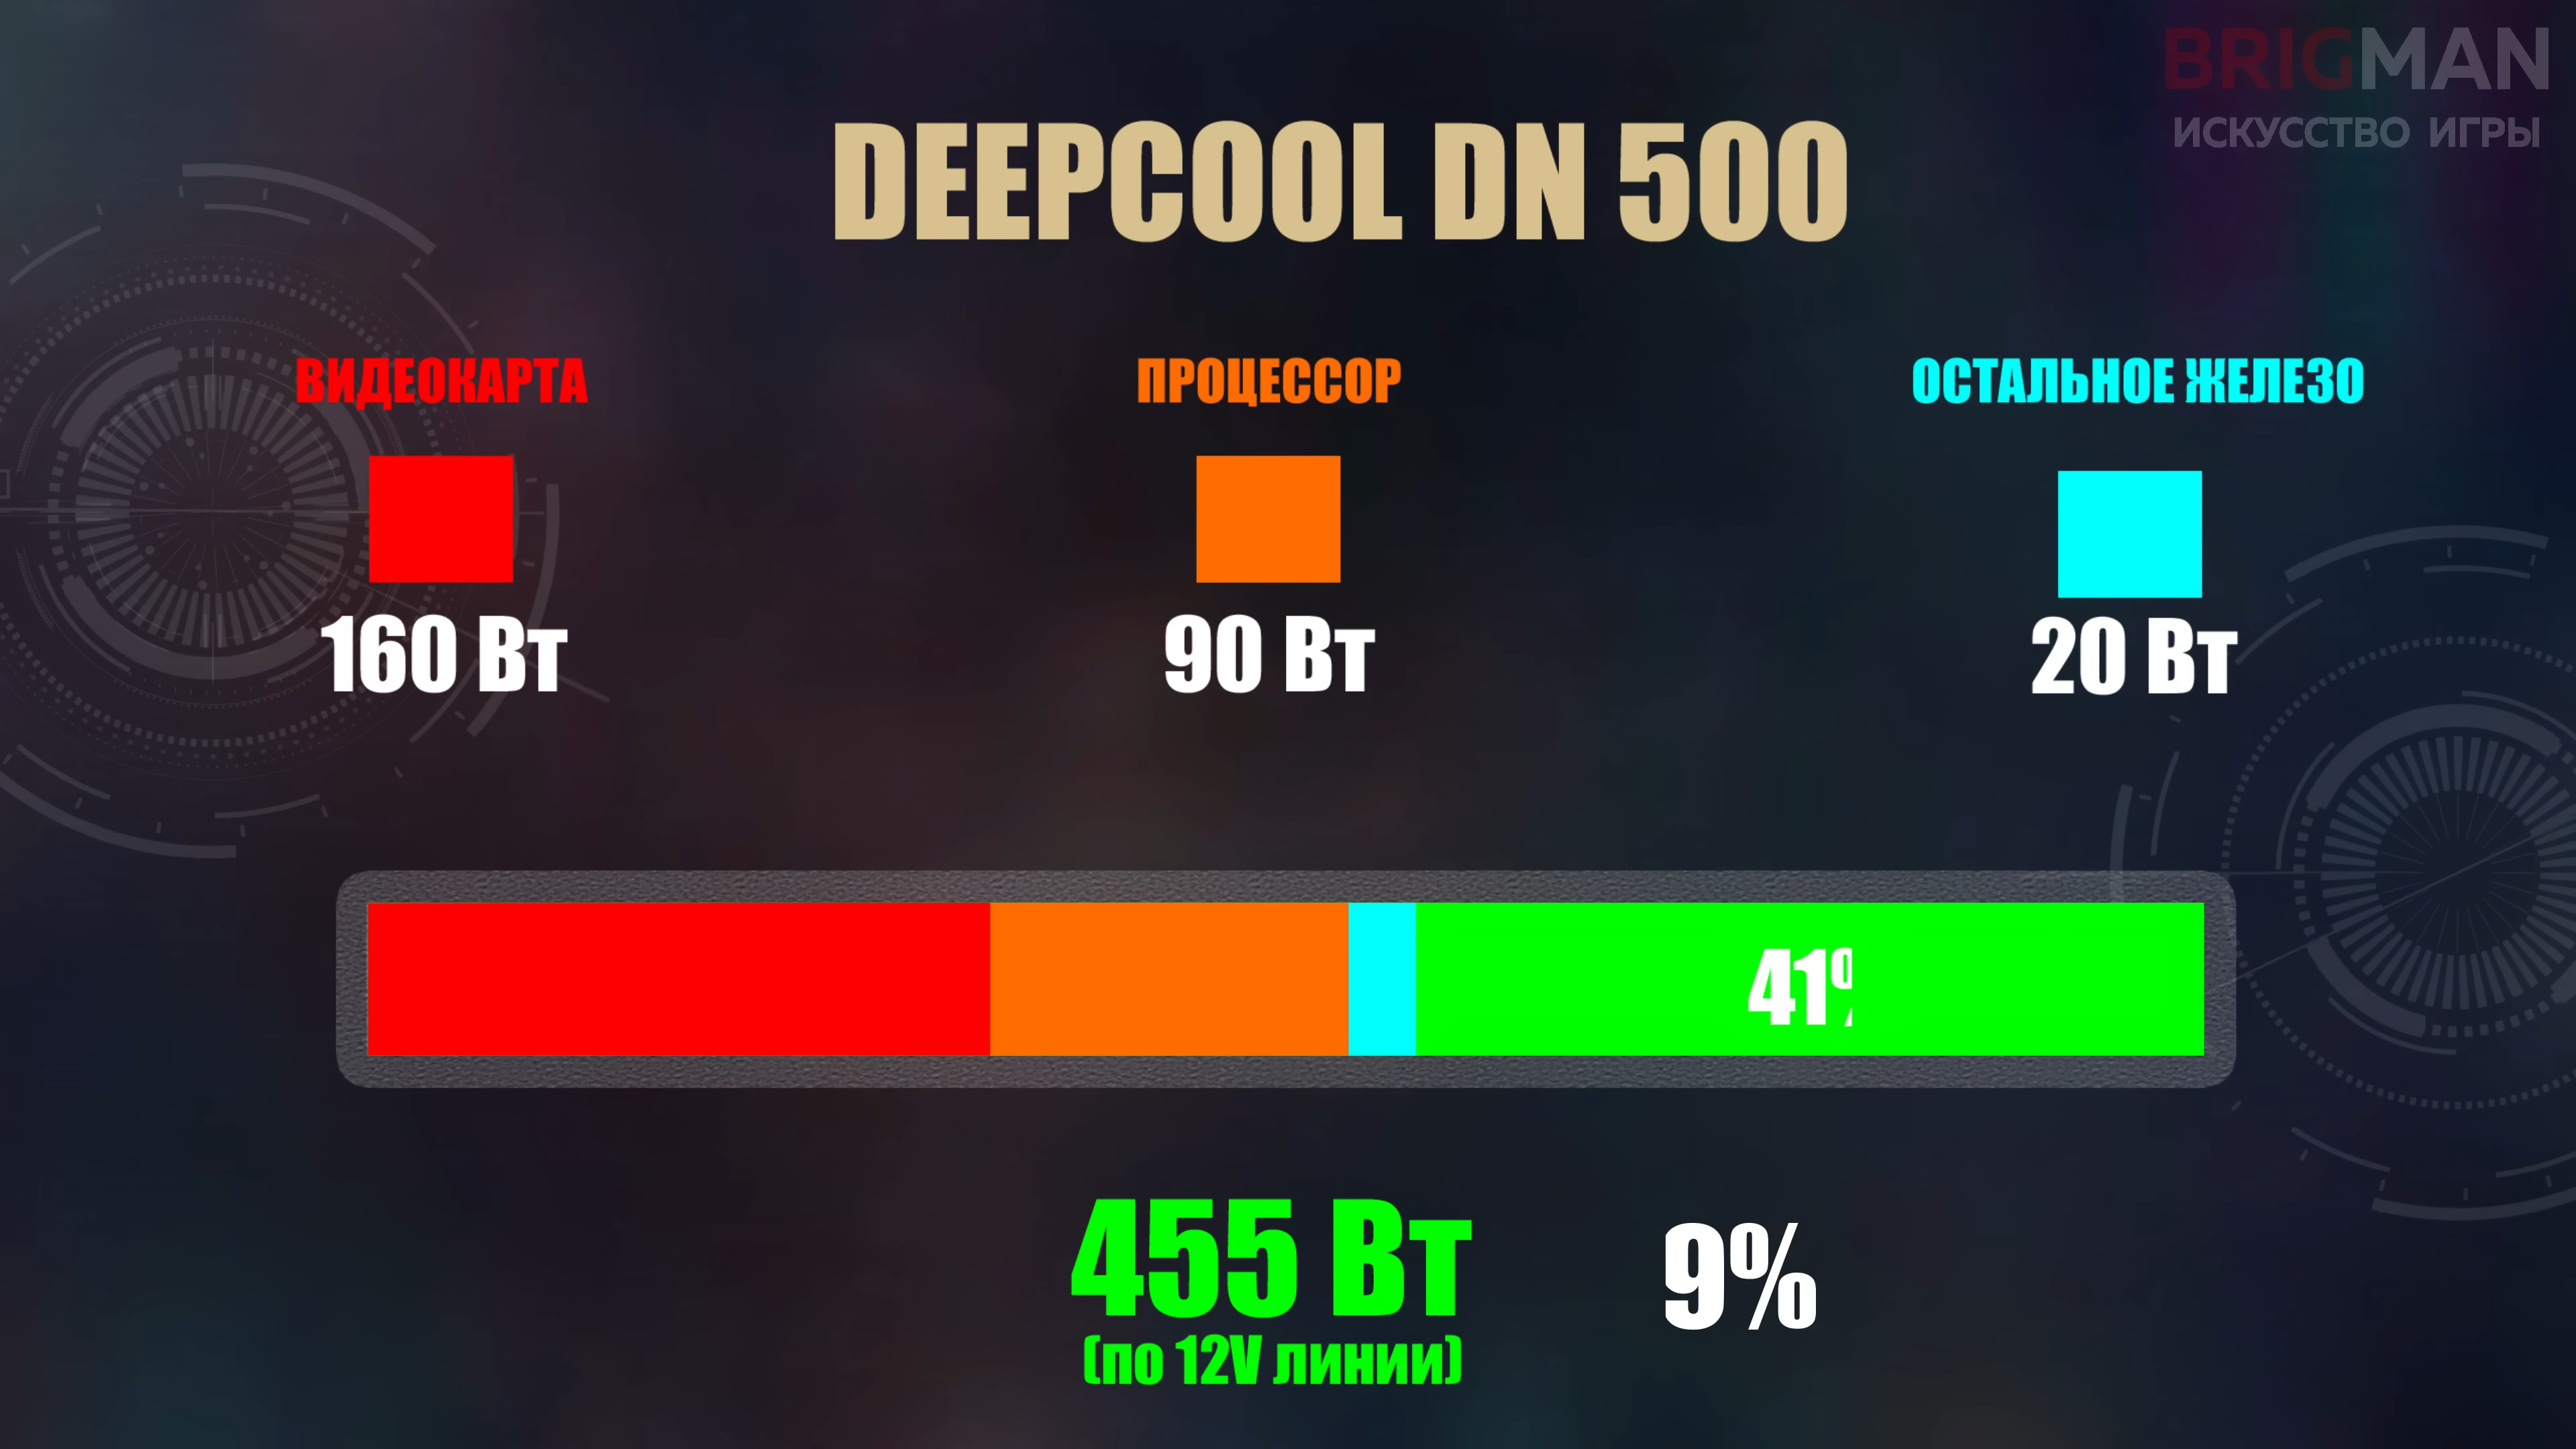 BRIGMAN
ИСКУССТВО ИГРЫ
DEEPCOOL DN 500
ВИДЕОКАРТА
ПРОЦЕССОР
ОСТАЛЬНОЕ ЖЕЛЕЗО
160 Вт
90 Вт
20 Вт
41%
455 Вт
9%
(по 12V линии)